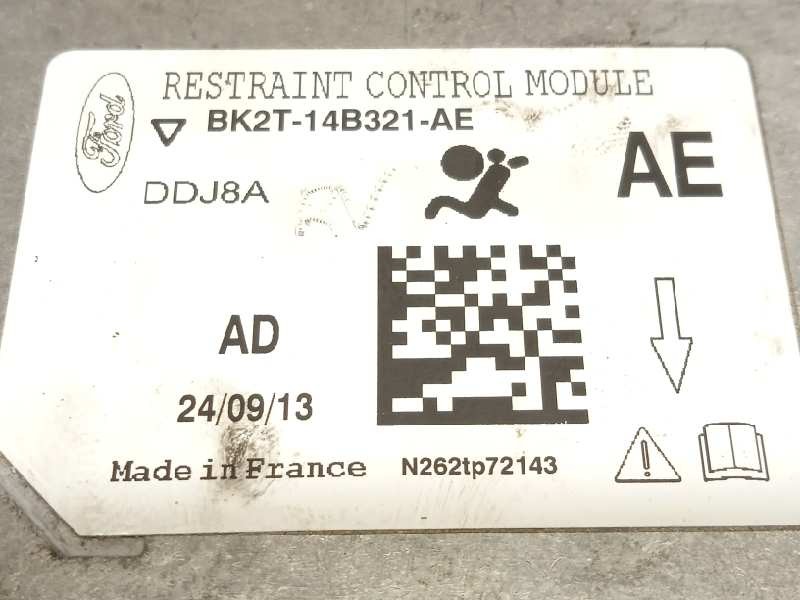 Ford
RESTRAINT CONTROL MODULE
BK2T-14B321-AE
AE
DDJ8A
AD
24/09/13
Made in France
N262tp72143